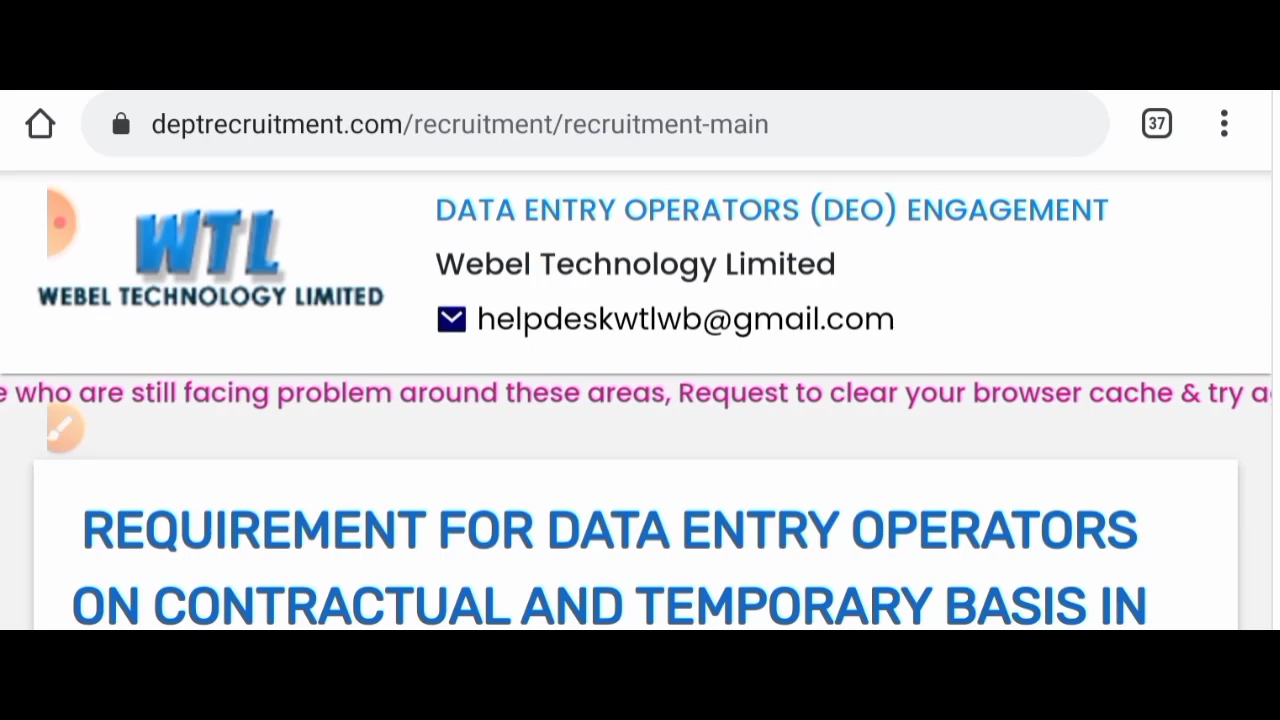 deptrecruitment.com/recruitment/recruitment-main
37
WTL
WEBEL TECHNOLOGY LIMITED
DATA ENTRY OPERATORS (DEO) ENGAGEMENT
Webel Technology Limited
helpdeskwtlwb@gmail.com
who are still facing problem around these areas, Request to clear your browser cache & try
REQUIREMENT FOR DATA ENTRY OPERATORS
ON CONTRACTUAL AND TEMPORARY BASIS IN